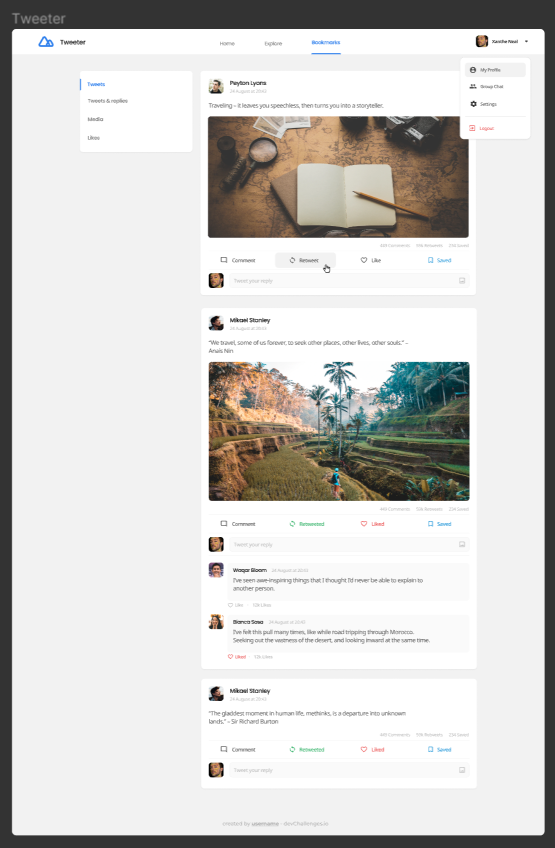 Tweeter
Tweeter
Home
Explore
Bookmarks
Xanthe Neal
My Profile
Group Chat
Settings
Logout
Tweets
Tweets & replies
Media
Likes
Peyton Lyons
24 August at 20:43
Traveling – it leaves you speechless, then turns you into a storyteller.
449 Comments 59k Retweets 234 Saved
Comment
Retweet
Like
Saved
Tweet your reply
Mikael Stanley
24 August at 20:43
"We travel, some of us forever, to seek other places, other lives, other souls." –
Anais Nin
449 Comments 59k Retweets 234 Saved
Comment
Retweeted
Liked
Saved
Tweet your reply
Waqar Bloom 24 August at 20:43
I've seen awe-inspiring things that I thought I'd never be able to explain to
another person.
Like 12k Likes
Bianca Sosa 24 August at 20:43
I've felt this pull many times, like while road tripping through Morocco.
Seeking out the vastness of the desert, and looking inward at the same time.
Liked 12k Likes
Mikael Stanley
24 August at 20:43
"The gladdest moment in human life, methinks, is a departure into unknown
lands." – Sir Richard Burton
449 Comments 59k Retweets 234 Saved
Comment
Retweeted
Liked
Saved
Tweet your reply
created by username - devChallenges.io